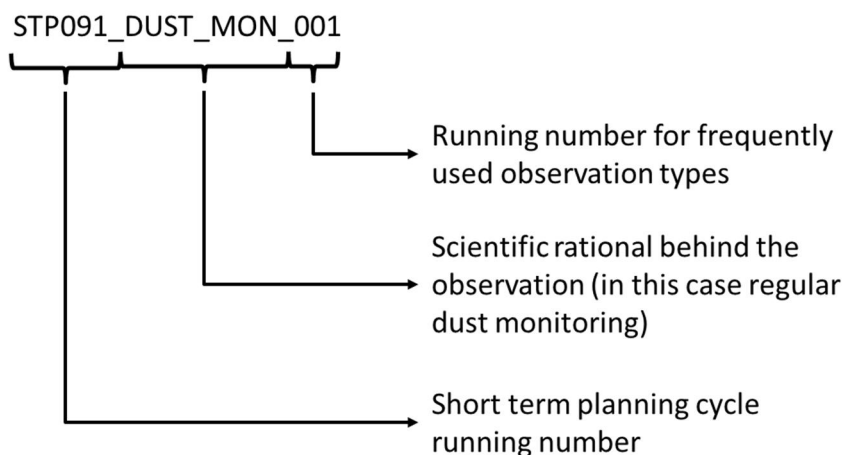 STP091_DUST_MON_001
Running number for frequently
used observation types
Scientific rational behind the
observation (in this case regular
dust monitoring)
Short term planning cycle
running number